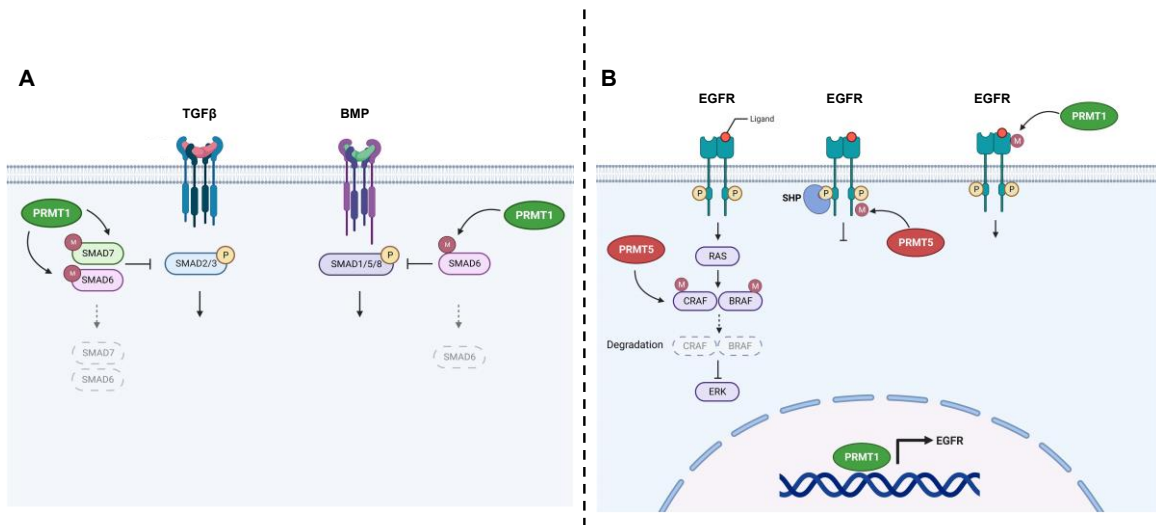 A
TGFβ
BMP
PRMT1
M
SMAD7
M
SMAD6
SMAD2/3
P
SMAD7
SMAD6
PRMT1
SMAD1/5/8
P
M
SMAD6
SMAD6
B
EGFR
EGFR
EGFR
Ligand
M
PRMT1
P
P
SHP
P
P
M
P
P
PRMT5
PRMT5
RAS
M
M
CRAF
BRAF
Degradation
CRAF
BRAF
ERK
PRMT1
EGFR